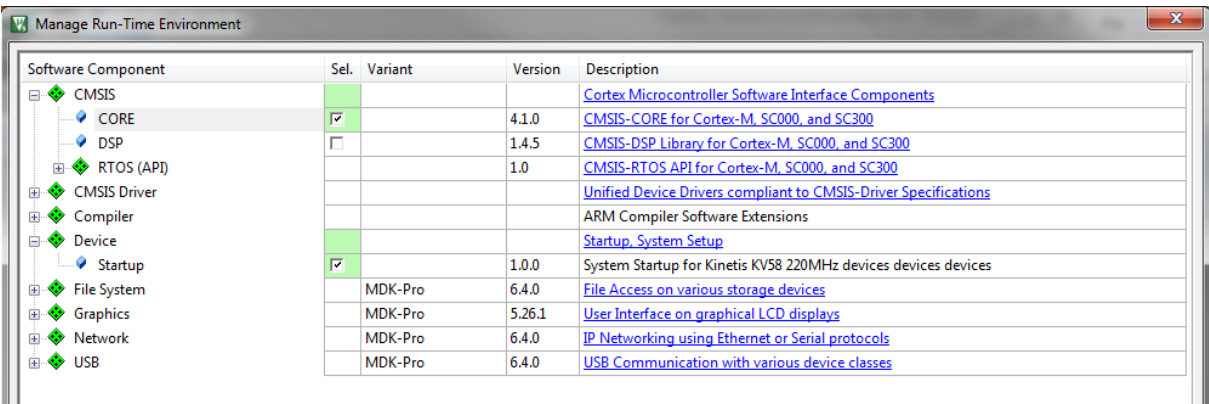 Manage Run-Time Environment
Software Component Sel. Variant Version Description
CMSIS Cortex Microcontroller Software Interface Components
CORE 4.1.0 CMSIS-CORE for Cortex-M, SC000, and SC300
DSP 1.4.5 CMSIS-DSP Library for Cortex-M, SC000, and SC300
RTOS (API) 1.0 CMSIS-RTOS API for Cortex-M, SC000, and SC300
CMSIS Driver Unified Device Drivers compliant to CMSIS-Driver Specifications
Compiler ARM Compiler Software Extensions
Device Startup, System Setup
Startup 1.0.0 System Startup for Kinetis KV58 220MHz devices devices devices
File System MDK-Pro 6.4.0 File Access on various storage devices
Graphics MDK-Pro 5.26.1 User Interface on graphical LCD displays
Network MDK-Pro 6.4.0 IP Networking using Ethernet or Serial protocols
USB MDK-Pro 6.4.0 USB Communication with various device classes